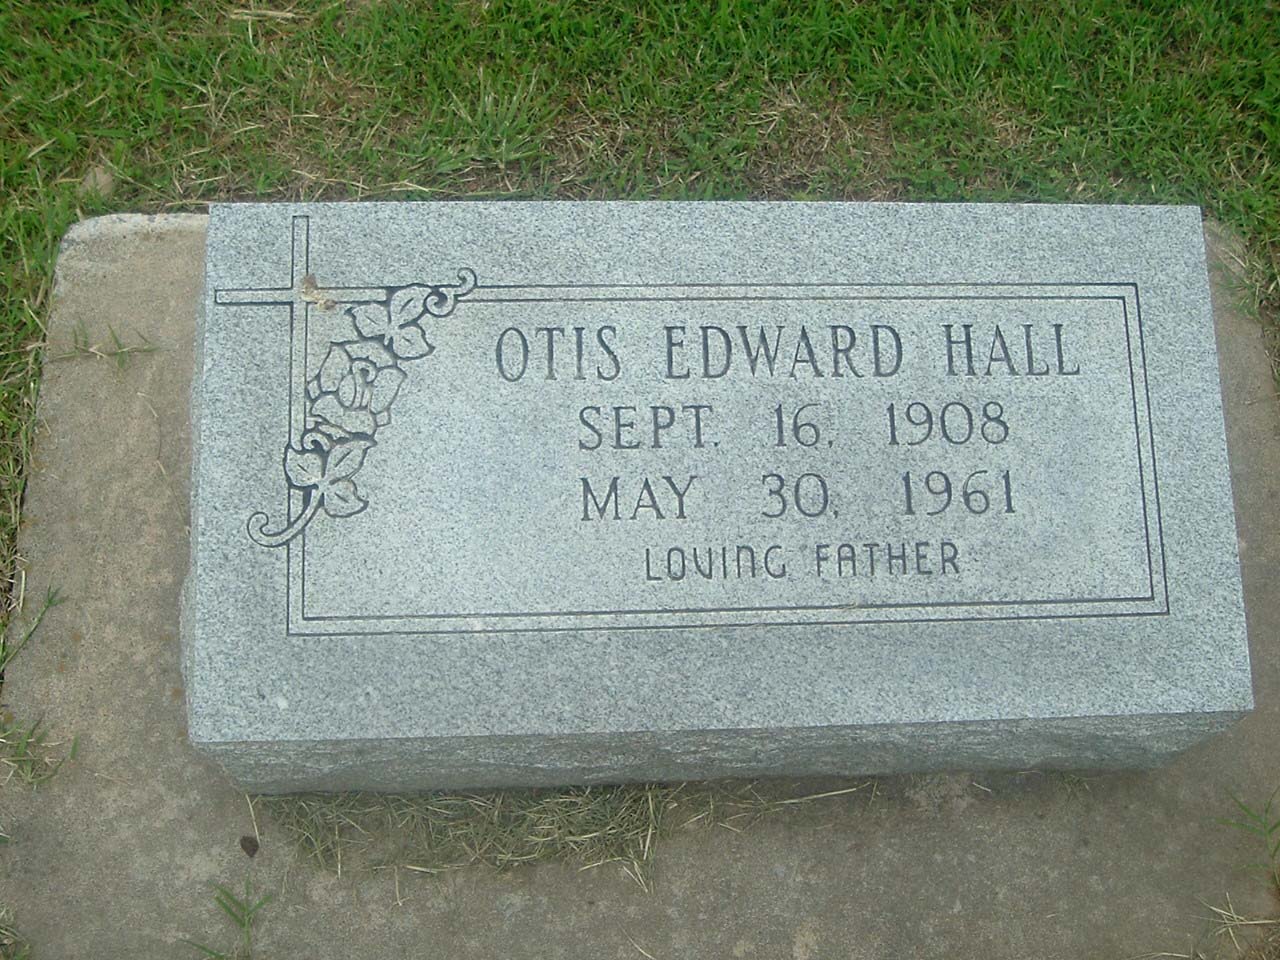 OTIS EDWARD HALL
SEPT. 16, 1908
MAY 30, 1961
LOVING FATHER